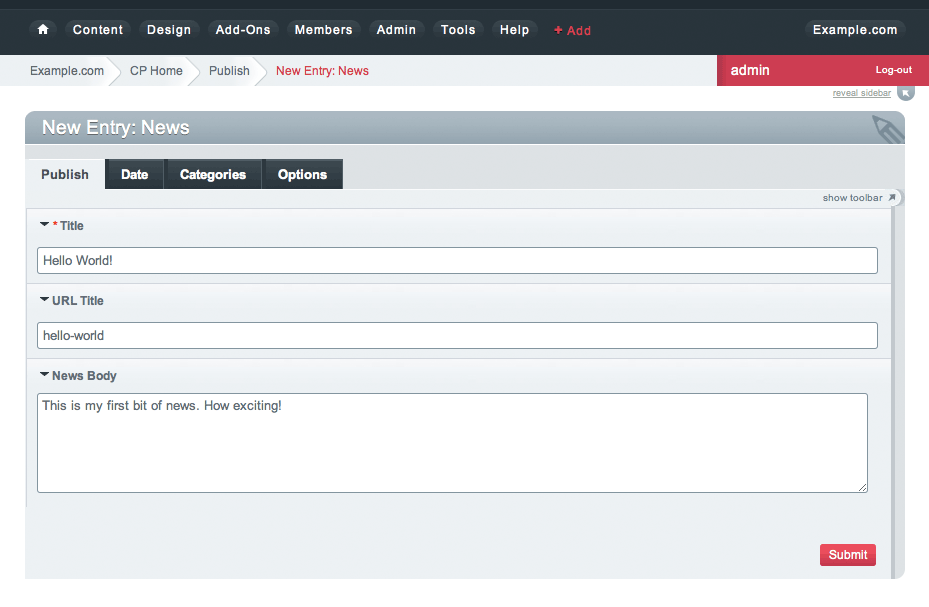 Content Design Add-Ons Members Admin Tools Help + Add Example.com
Example.com CP Home Publish New Entry: News admin Log-out
reveal sidebar
New Entry: News
Publish Date Categories Options
show toolbar
* Title
Hello World!
URL Title
hello-world
News Body
This is my first bit of news. How exciting!
Submit